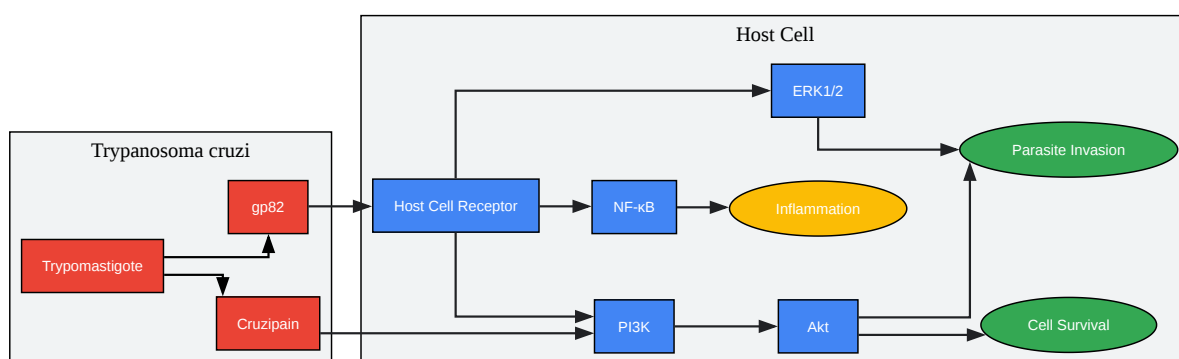 Host Cell
ERK1/2
Trypanosoma cruzi
Parasite Invasion
gp82
Host Cell Receptor
NF-κB
Inflammation
Trypomastigote
Cruzipain
PI3K
Akt
Cell Survival